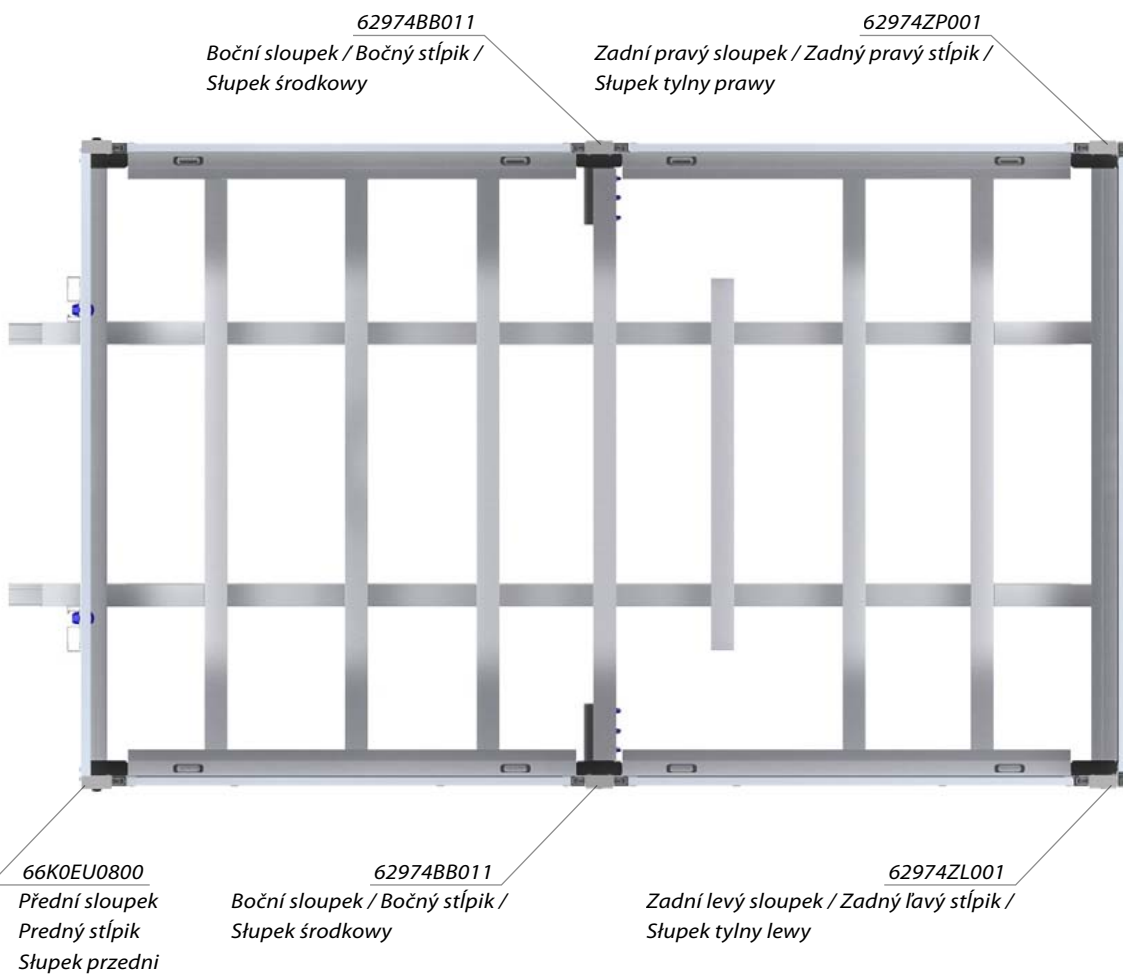 62974BB011
Boční sloupek / Bočný stĺpik /
Słupek środkowy
62974ZP001
Zadní pravý sloupek / Zadný pravý stĺpik /
Słupek tylny prawy
66K0EU0800
Přední sloupek
Predný stĺpik
Słupek przedni
62974BB011
Boční sloupek / Bočný stĺpik /
Słupek środkowy
62974ZL001
Zadní levý sloupek / Zadný ľavý stĺpik /
Słupek tylny lewy